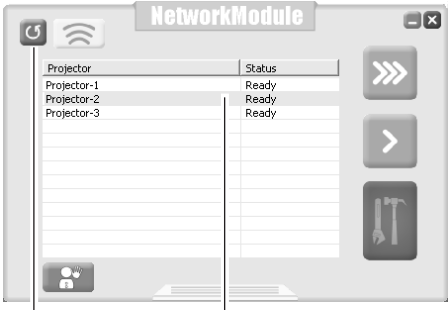 NetworkModule
Projector Status
Projector-1 Ready
Projector-2 Ready
Projector-3 Ready